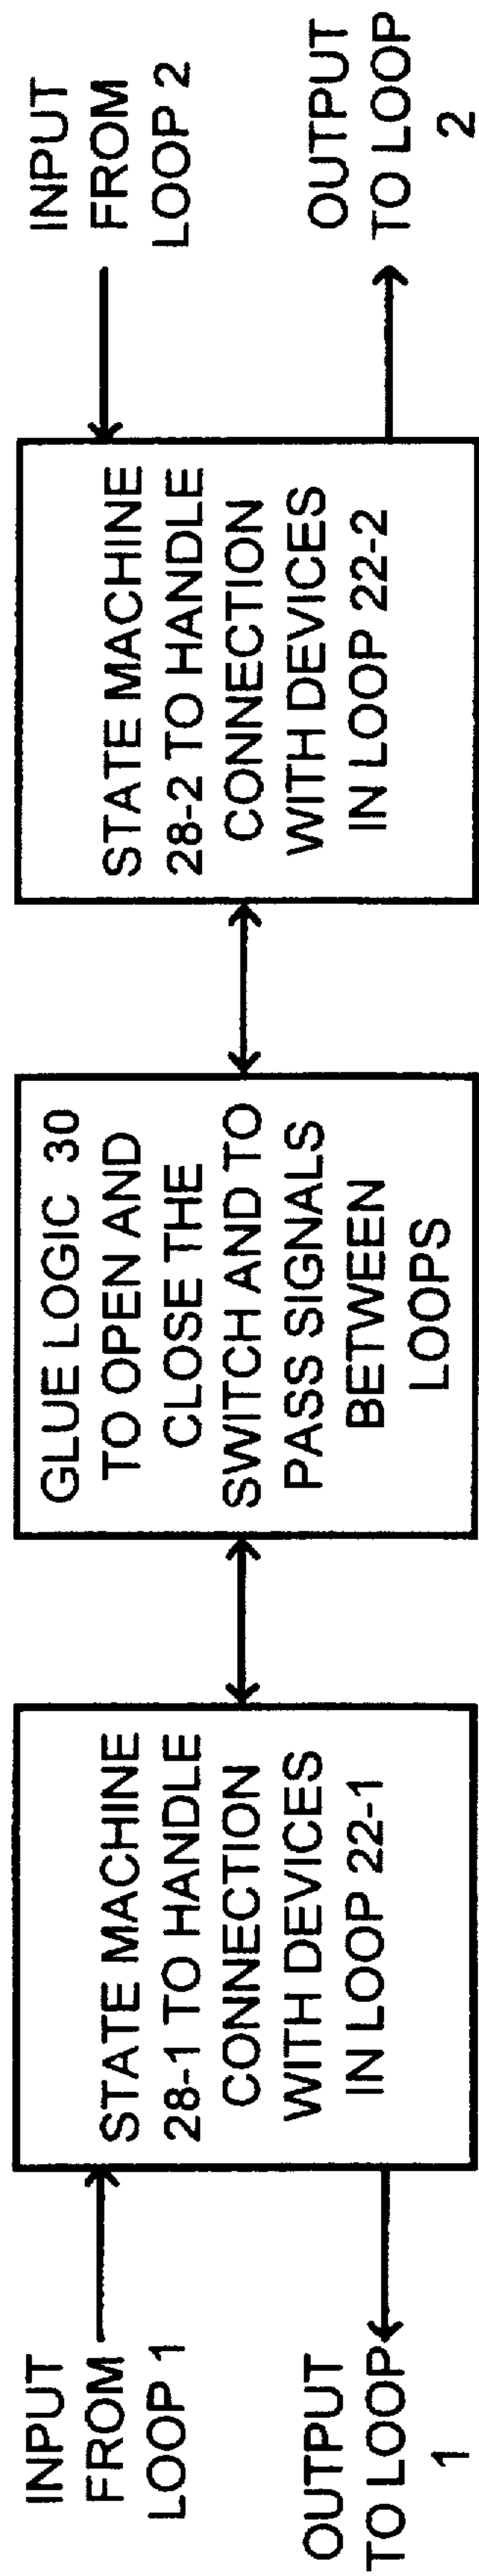 INPUT
FROM
LOOP 1
OUTPUT
TO LOOP
1
STATE MACHINE
28-1 TO HANDLE
CONNECTION
WITH DEVICES
IN LOOP 22-1
GLUE LOGIC 30
TO OPEN AND
CLOSE THE
SWITCH AND TO
PASS SIGNALS
BETWEEN
LOOPS
STATE MACHINE
28-2 TO HANDLE
CONNECTION
WITH DEVICES
IN LOOP 22-2
INPUT
FROM
LOOP 2
OUTPUT
TO LOOP
2